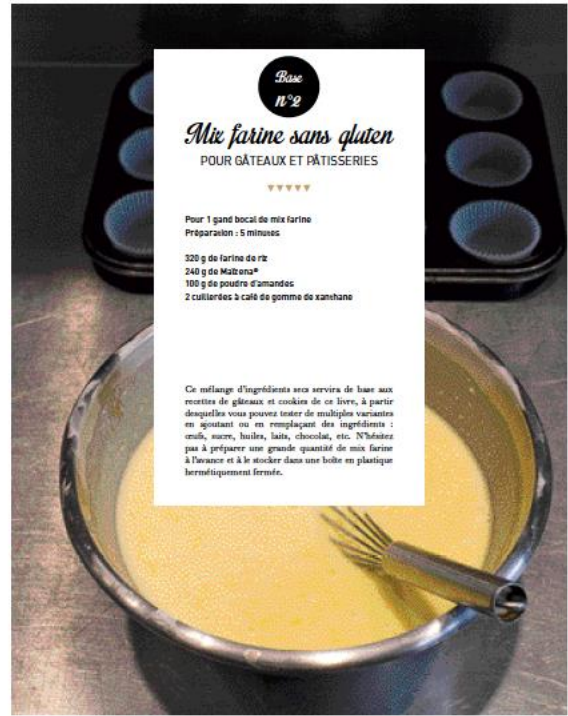 Base
n°2
Mix farine sans gluten
POUR GÂTEAUX ET PÂTISSERIES
Pour 1 gand bocal de mix farine
Préparation : 5 minutes
320 g de farine de riz
240 g de Maïzena®
100 g de poudre d'amandes
2 cuillerées à café de gomme de xanthane
Ce mélange d'ingrédients secs servira de base aux
recettes de gâteaux et cookies de ce livre, à partir
desquelles vous pouvez tester de multiples variantes
en ajoutant ou en remplaçant des ingrédients :
œufs, sucre, huiles, laits, chocolat, etc. N'hésitez
pas à préparer une grande quantité de mix farine
à l'avance et à le stocker dans une boîte en plastique
hermétiquement fermée.